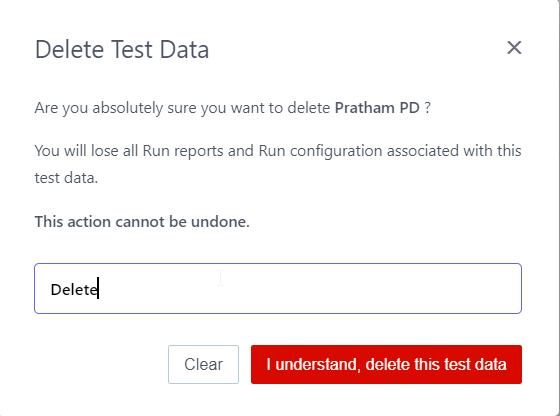 Delete Test Data
Are you absolutely sure you want to delete Pratham PD ?
You will lose all Run reports and Run configuration associated with this
test data.
This action cannot be undone.
Delete
Clear
I understand, delete this test data